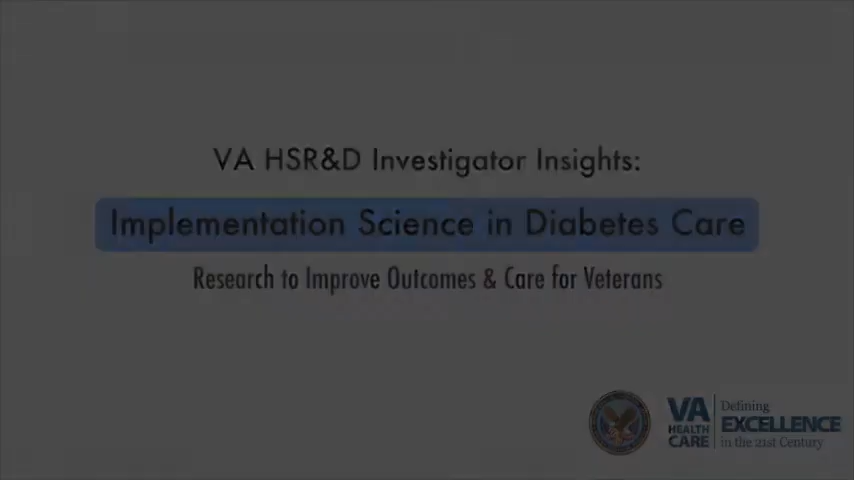 VA HSR&D Investigator Insights:
Implementation Science in Diabetes Care
Research to Improve Outcomes & Care for Veterans
VA
HEALTH
CARE
Defining
EXCELLENCE
in the 21st Century